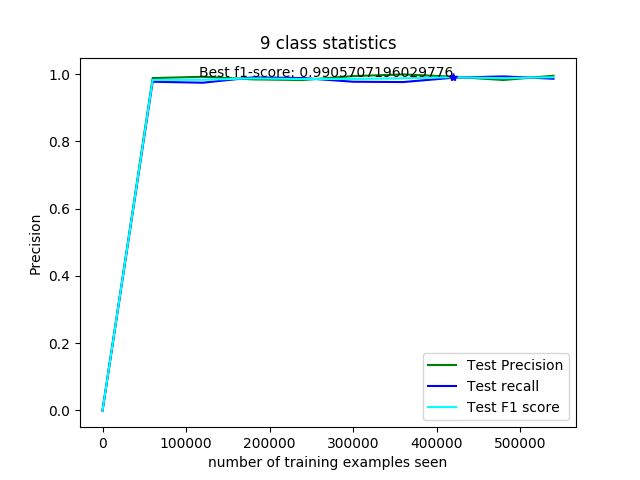 9 class statistics
Best f1-score: 0.9905707196029776
1.0
0.8
0.6
0.4
0.2
0.0
Precision
Test Precision
Test recall
Test F1 score
0 100000 200000 300000 400000 500000
number of training examples seen